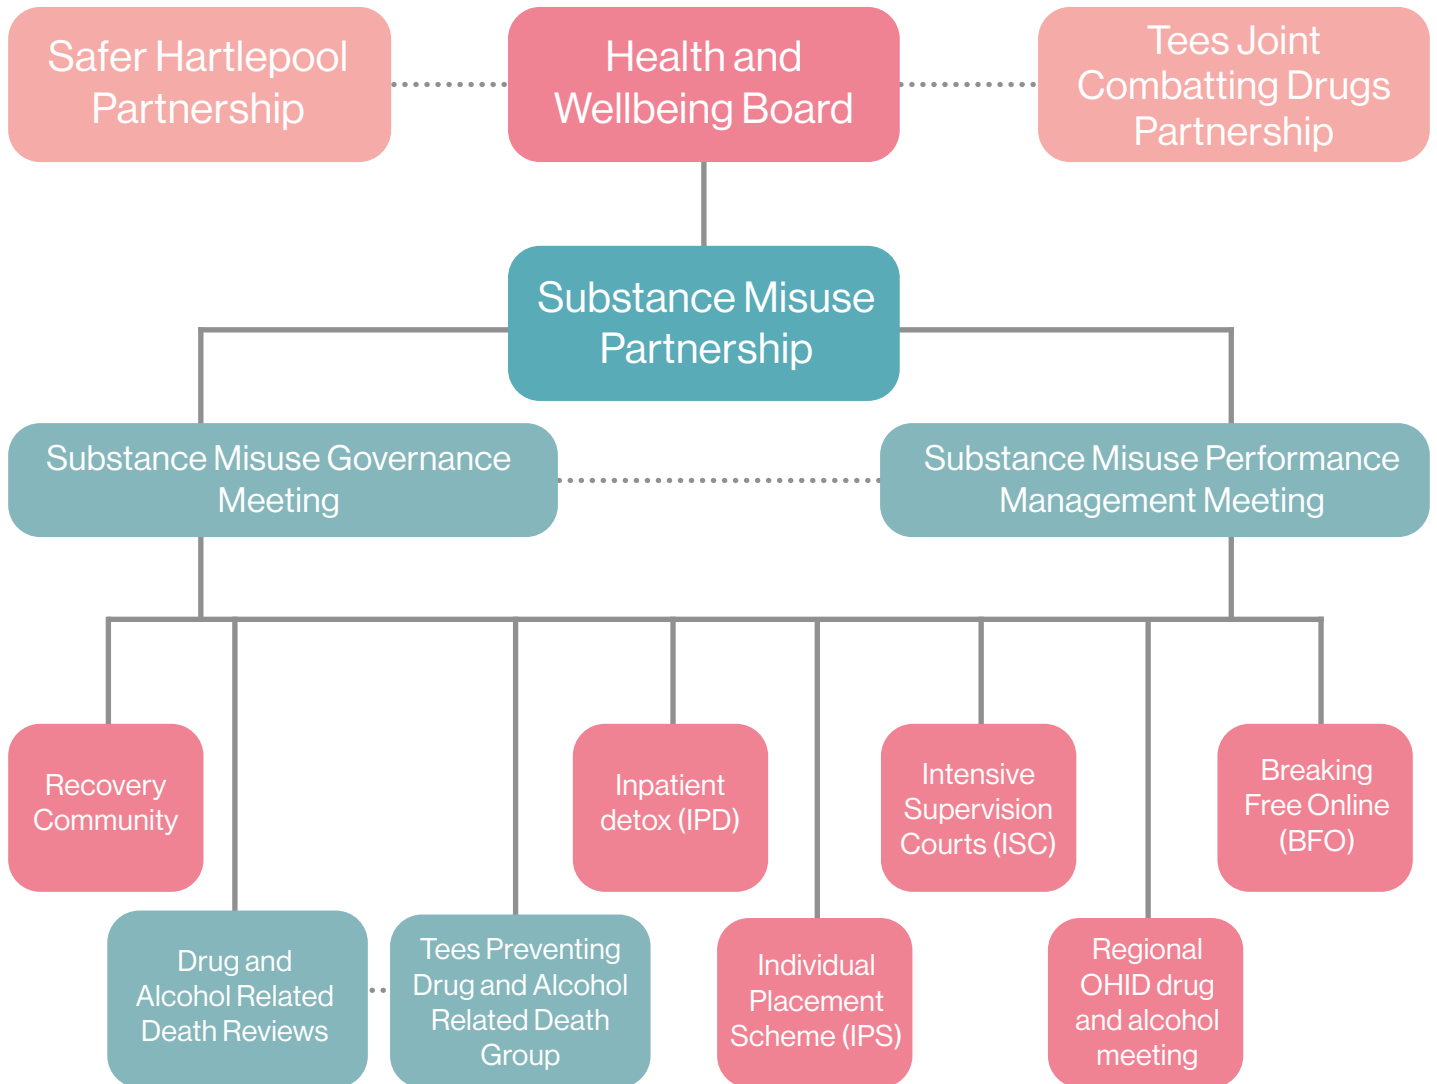 Safer Hartlepool
Partnership
Health and
Wellbeing Board
Tees Joint
Combatting Drugs
Partnership
Substance Misuse
Partnership
Substance Misuse Governance
Meeting
Substance Misuse Performance
Management Meeting
Recovery
Community
Inpatient
detox (IPD)
Intensive
Supervision
Courts (ISC)
Breaking
Free Online
(BFO)
Drug and
Alcohol Related
Death Reviews
Tees Preventing
Drug and Alcohol
Related Death
Group
Individual
Placement
Scheme (IPS)
Regional
OHID drug
and alcohol
meeting